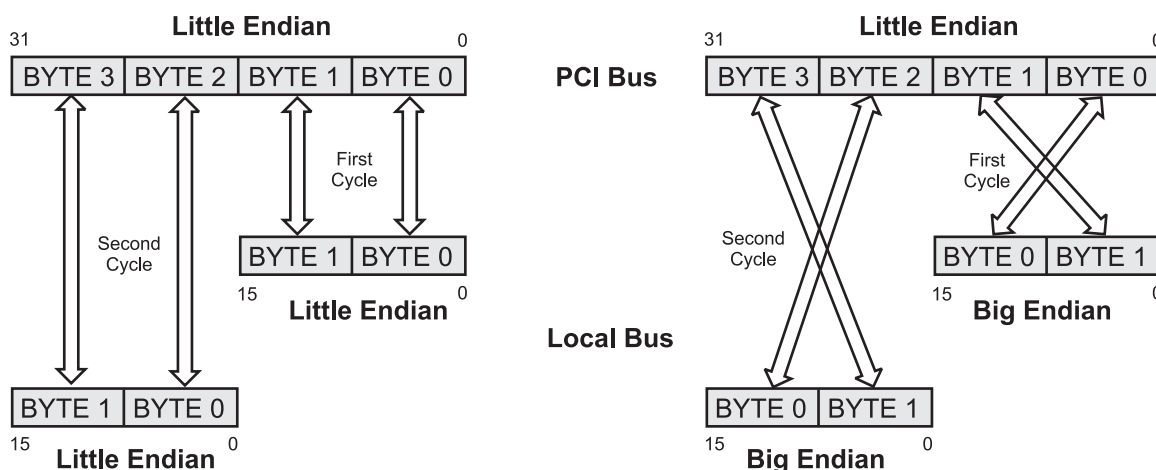 Little Endian
31 0
BYTE 3 BYTE 2 BYTE 1 BYTE 0
First
Cycle
Second
Cycle
BYTE 1 BYTE 0
15 0
Little Endian
BYTE 1 BYTE 0
15 0
Little Endian
PCI Bus
Local Bus
Little Endian
31 0
BYTE 3 BYTE 2 BYTE 1 BYTE 0
First
Cycle
Second
Cycle
BYTE 0 BYTE 1
15 0
Big Endian
BYTE 0 BYTE 1
15 0
Big Endian